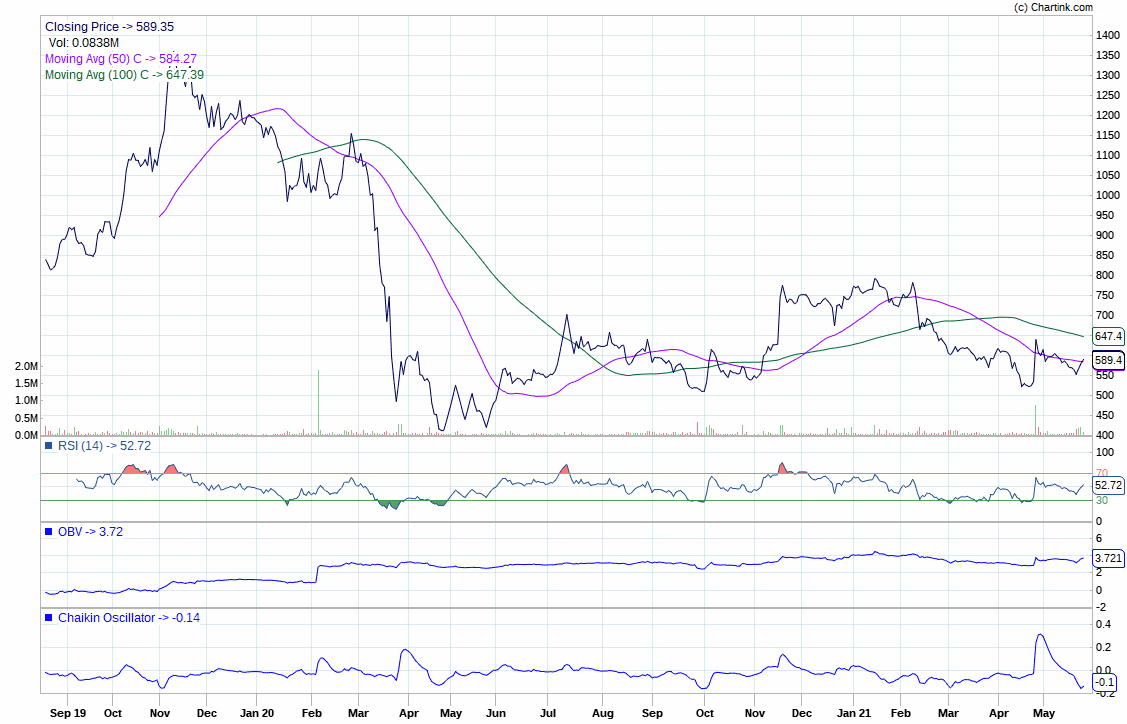 (c) Chartink.com
Closing Price -> 589.35
Vol: 0.0838M
Moving Avg (50) C -> 584.27
Moving Avg (100) C -> 647.39
1400
1350
1300
1250
1200
1150
1100
1050
1000
950
900
850
800
750
700
647.4
589.4
550
500
450
400
2.0M
1.5M
1.0M
0.5M
0.0M
RSI (14) -> 52.72
100
70
52.72
30
0
OBV -> 3.72
6
3.721
2
0
-2
Chaikin Oscillator -> -0.14
0.4
0.2
0.0
-0.1
-0.2
Sep 19 Oct Nov Dec Jan 20 Feb Mar Apr May Jun Jul Aug Sep Oct Nov Dec Jan 21 Feb Mar Apr May